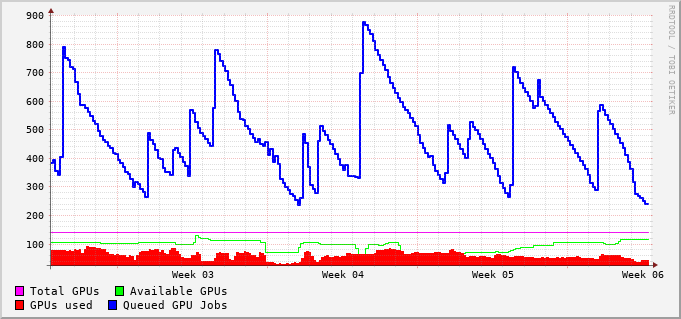 900
800
700
600
500
400
300
200
100
Week 03 Week 04 Week 05 Week 06
Total GPUs Available GPUs
GPUs used Queued GPU Jobs
RRDTOOL / TOBI OETIKER